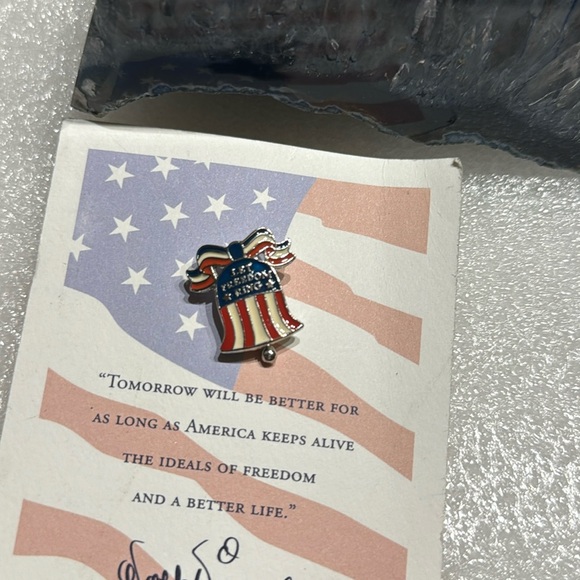 LET
FREEDOM
RING
“TOMORROW WILL BE BETTER FOR
AS LONG AS AMERICA KEEPS ALIVE
THE IDEALS OF FREEDOM
AND A BETTER LIFE.”